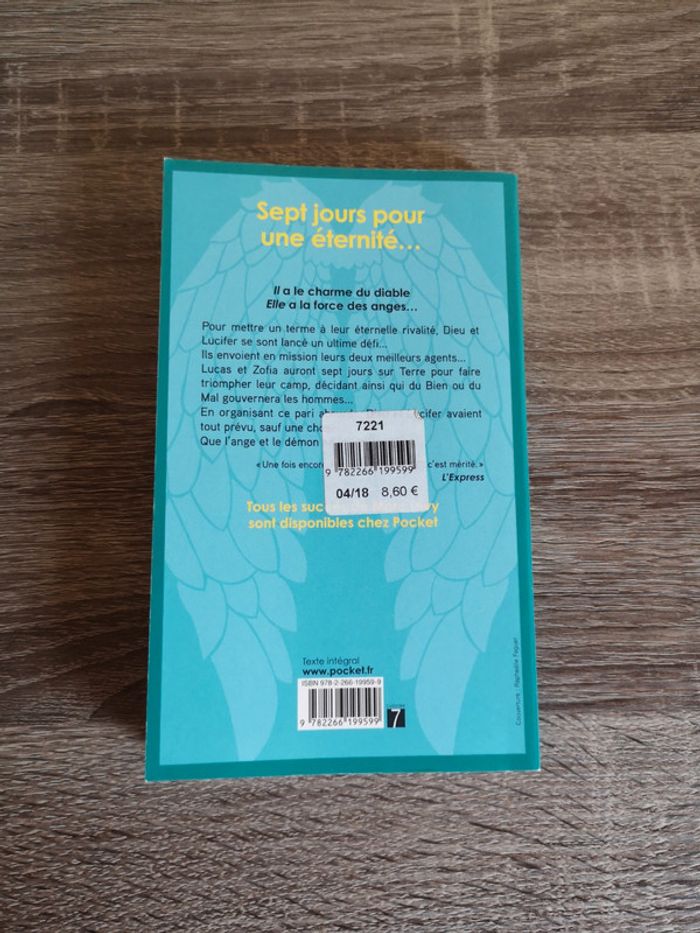 Sept jours pour
une éternité...
Il a le charme du diable
Elle a la force des anges...
Pour mettre un terme à leur éternelle rivalité, Dieu et
Lucifer se sont lancé un ultime défi...
Ils envoient en mission leurs deux meilleurs agents...
Lucas et Zofia auront sept jours sur Terre pour faire
triompher leur camp, décidant ainsi qui du Bien ou du
Mal gouvernera les hommes...
En organisant ce pari avaient
tout prévu, sauf une
Que l'ange et le démon
« Une fois c'est mérité. »
L'Express
7221
9 782266 199599
04/18 8,60 €
Tous les
sont disponibles chez Pocket
Texte intégral
www.pocket.fr
ISBN 978-2-266-19959-9
9 782266 199599
7
Couverture : Raphaëlle Faguer